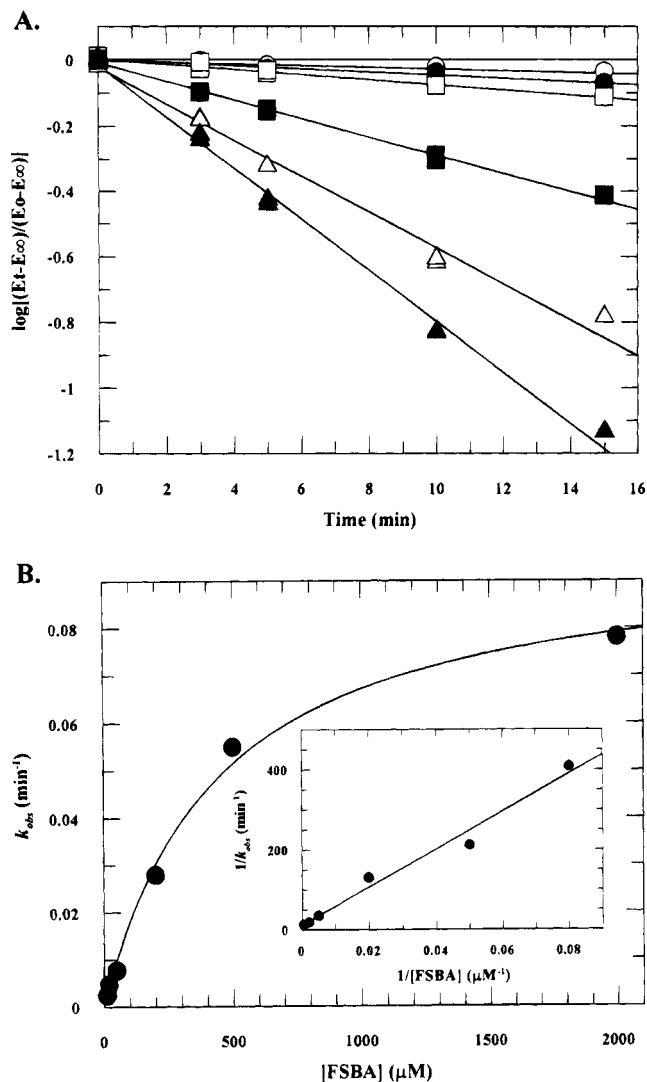 A.
0
-0.2
-0.4
-0.6
-0.8
-1
-1.2
log[(Et-E∞)/(Eo-E∞)]
0 2 4 6 8 10 12 14 16
Time (min)
B.
0.08
0.06
0.04
0.02
0
k_obs (min⁻¹)
400
200
0
1/k_obs (min⁻¹)
0 0.02 0.04 0.06 0.08
1/[FSBA] (µM⁻¹)
0 500 1000 1500 2000
[FSBA] (µM)